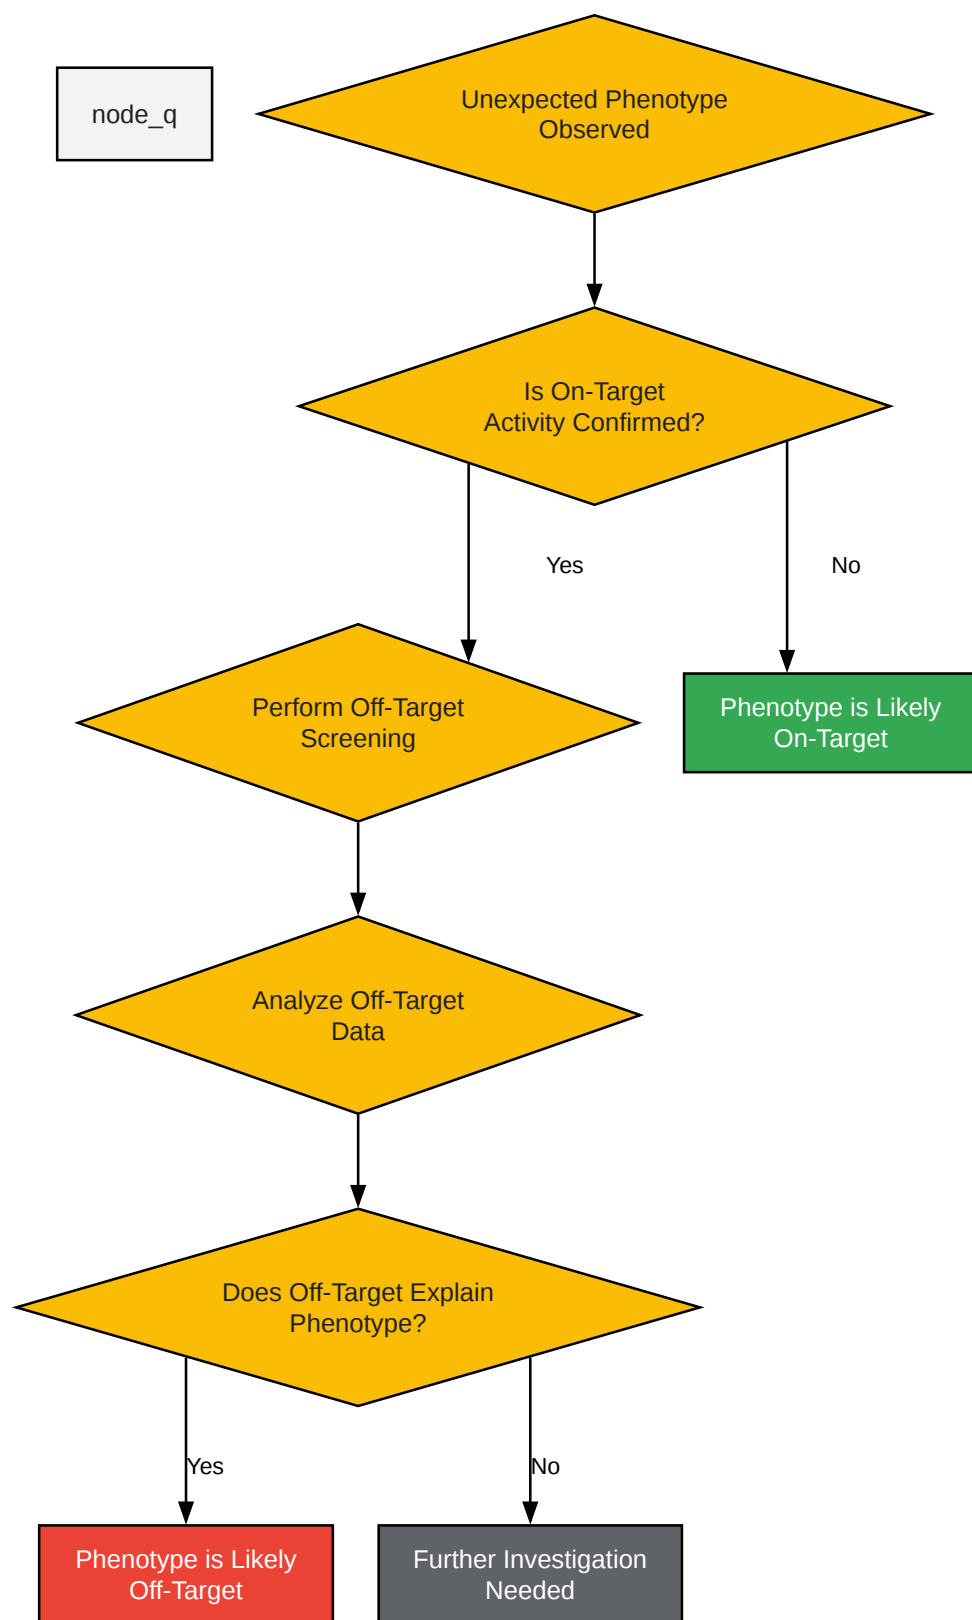 node_q
Unexpected Phenotype
Observed
Is On-Target
Activity Confirmed?
Yes
No
Perform Off-Target
Screening
Phenotype is Likely
On-Target
Analyze Off-Target
Data
Does Off-Target Explain
Phenotype?
Yes
No
Phenotype is Likely
Off-Target
Further Investigation
Needed